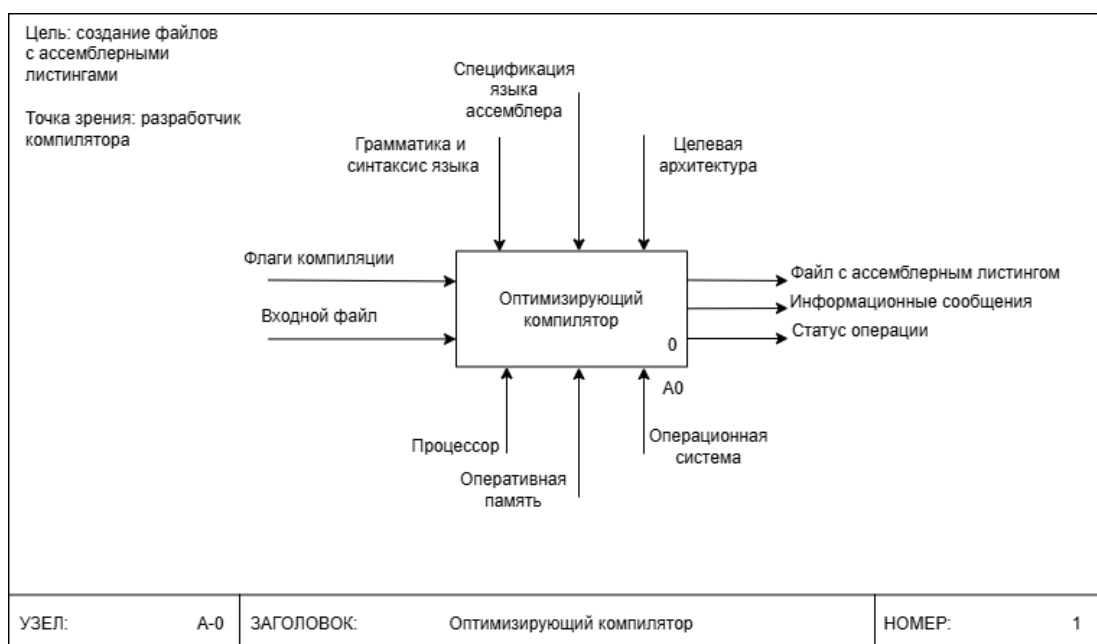 Цель: создание файлов
с ассемблерными
листингами
Точка зрения: разработчик
компилятора
Спецификация
языка
ассемблера
Грамматика и
синтаксис языка
Целевая
архитектура
Флаги компиляции
Входной файл
Оптимизирующий
компилятор
0
A0
Файл с ассемблерным листингом
Информационные сообщения
Статус операции
Процессор
Оперативная
память
Операционная
система
УЗЕЛ: A-0 ЗАГОЛОВОК: Оптимизирующий компилятор НОМЕР: 1